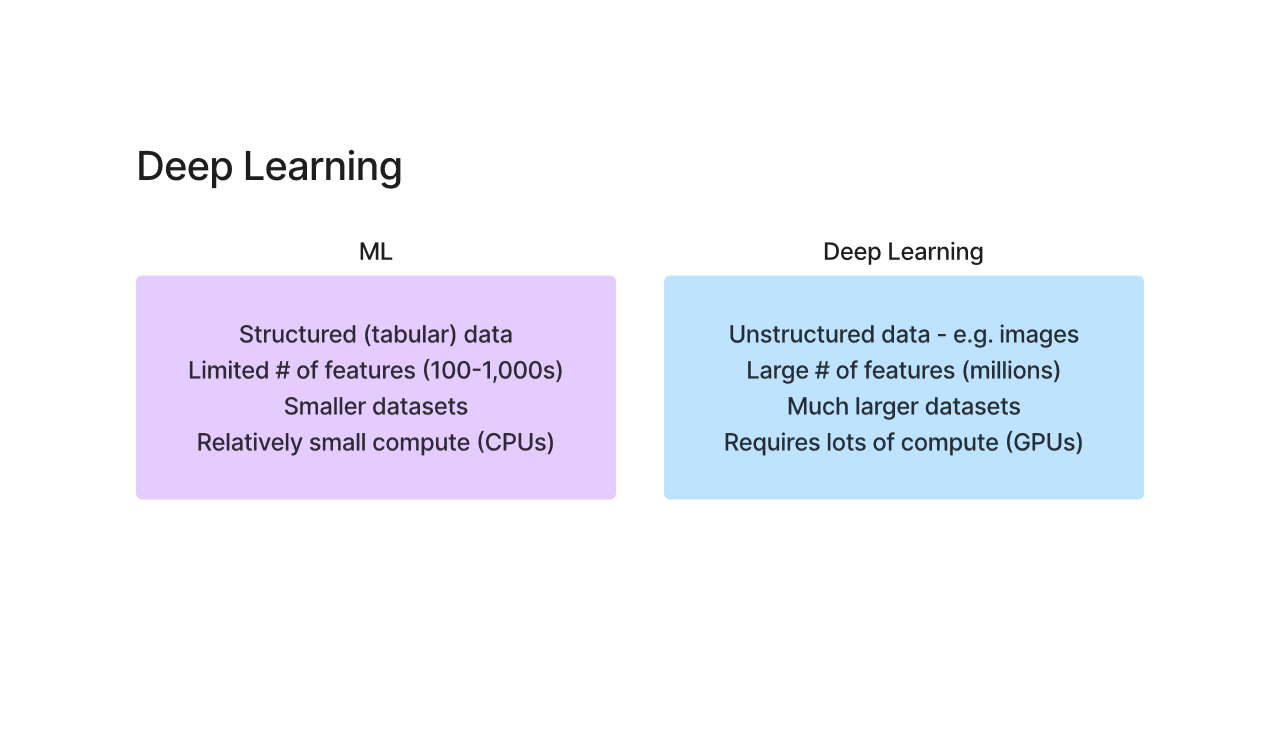 Deep Learning
ML
Structured (tabular) data
Limited # of features (100-1,000s)
Smaller datasets
Relatively small compute (CPUs)
Deep Learning
Unstructured data - e.g. images
Large # of features (millions)
Much larger datasets
Requires lots of compute (GPUs)